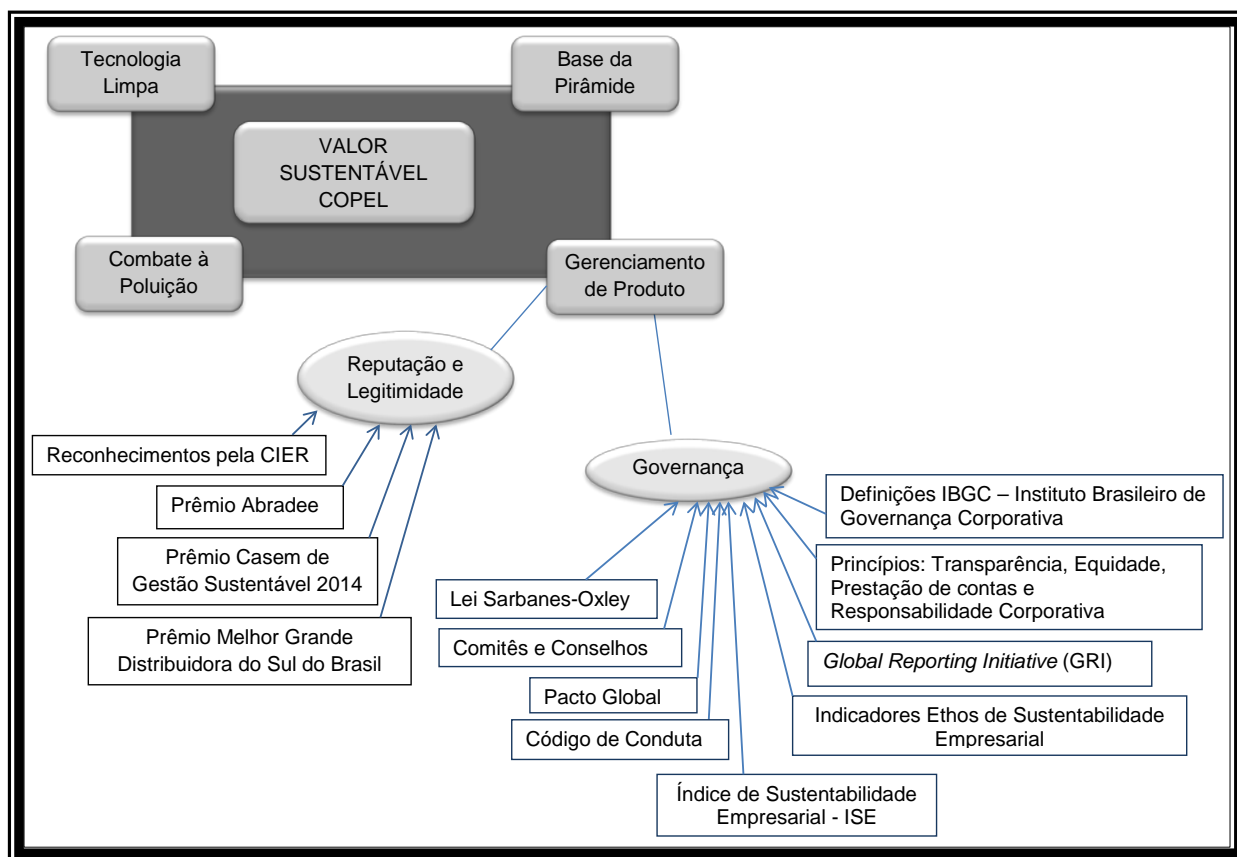 Tecnologia
Limpa
Base da
Pirâmide
VALOR
SUSTENTÁVEL
COPEL
Combate à
Poluição
Gerenciamento
de Produto
Reputação e
Legitimidade
Reconhecimentos pela CIER
Prêmio Abradee
Prêmio Casem de
Gestão Sustentável 2014
Prêmio Melhor Grande
Distribuidora do Sul do Brasil
Governança
Lei Sarbanes-Oxley
Comitês e Conselhos
Pacto Global
Código de Conduta
Índice de Sustentabilidade
Empresarial - ISE
Definições IBGC – Instituto Brasileiro de
Governança Corporativa
Princípios: Transparência, Equidade,
Prestação de contas e
Responsabilidade Corporativa
Global Reporting Initiative (GRI)
Indicadores Ethos de Sustentabilidade
Empresarial